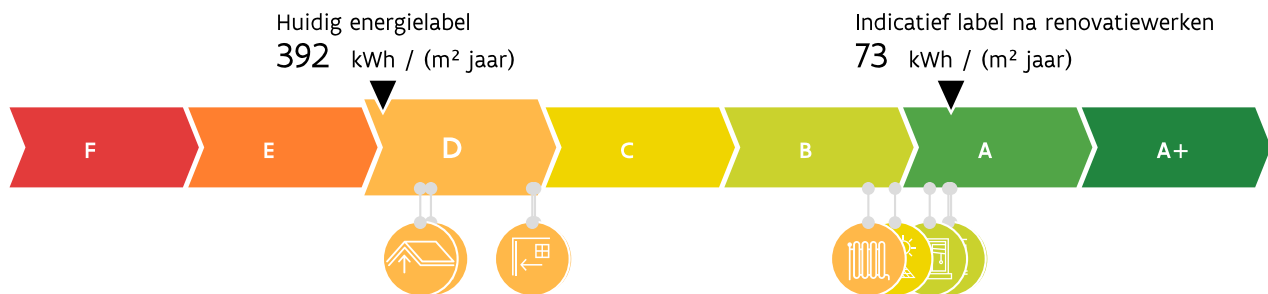 Huidig energielabel
392 kWh / (m² jaar)
Indicatief label na renovatiewerken
73 kWh / (m² jaar)
F E D C B A A+